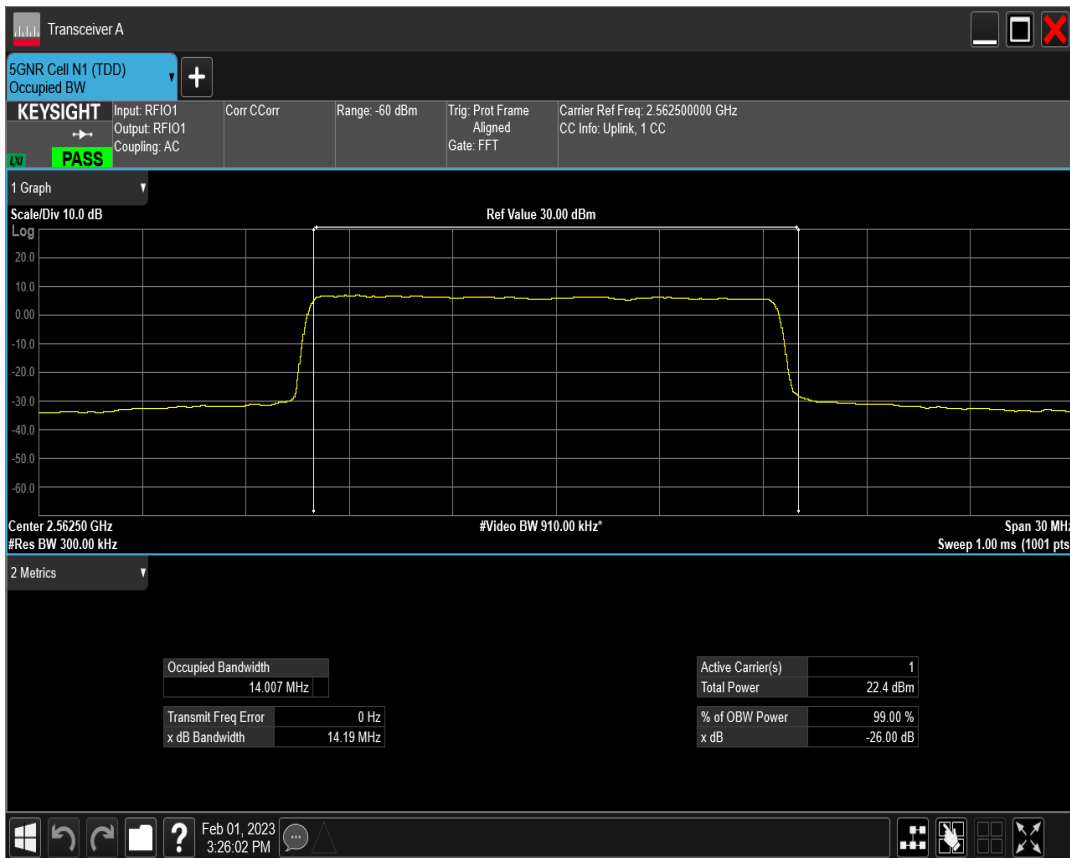 Transceiver A
5GNR Cell N1 (TDD)
Occupied BW
+
KEYSIGHT
LXI
PASS
Input: RFIO1
Output: RFIO1
Coupling: AC
Corr CCorr
Range: -60 dBm
Trig: Prot Frame
Aligned
Gate: FFT
Carrier Ref Freq: 2.562500000 GHz
CC Info: Uplink, 1 CC
1 Graph
Scale/Div 10.0 dB
Ref Value 30.00 dBm
Log
20.0
10.0
0.00
-10.0
-20.0
-30.0
-40.0
-50.0
-60.0
Center 2.56250 GHz
#Video BW 910.00 kHz*
Span 30 MHz
#Res BW 300.00 kHz
Sweep 1.00 ms (1001 pts
2 Metrics
Occupied Bandwidth
14.007 MHz
Transmit Freq Error 0 Hz
x dB Bandwidth 14.19 MHz
Active Carrier(s) 1
Total Power 22.4 dBm
% of OBW Power 99.00 %
x dB -26.00 dB
?
Feb 01, 2023
3:26:02 PM